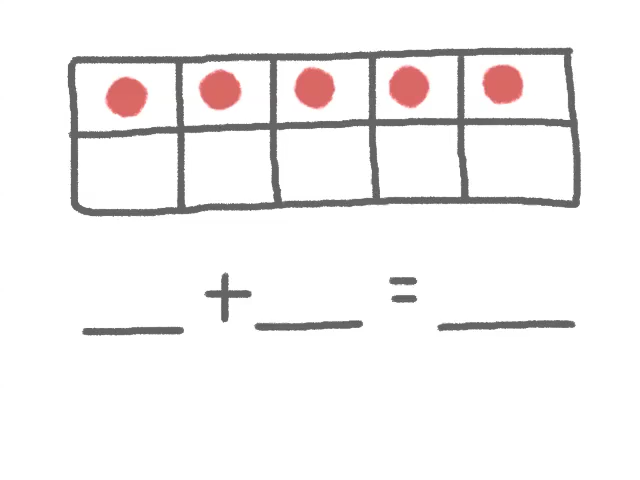 ___ + ___ = ___